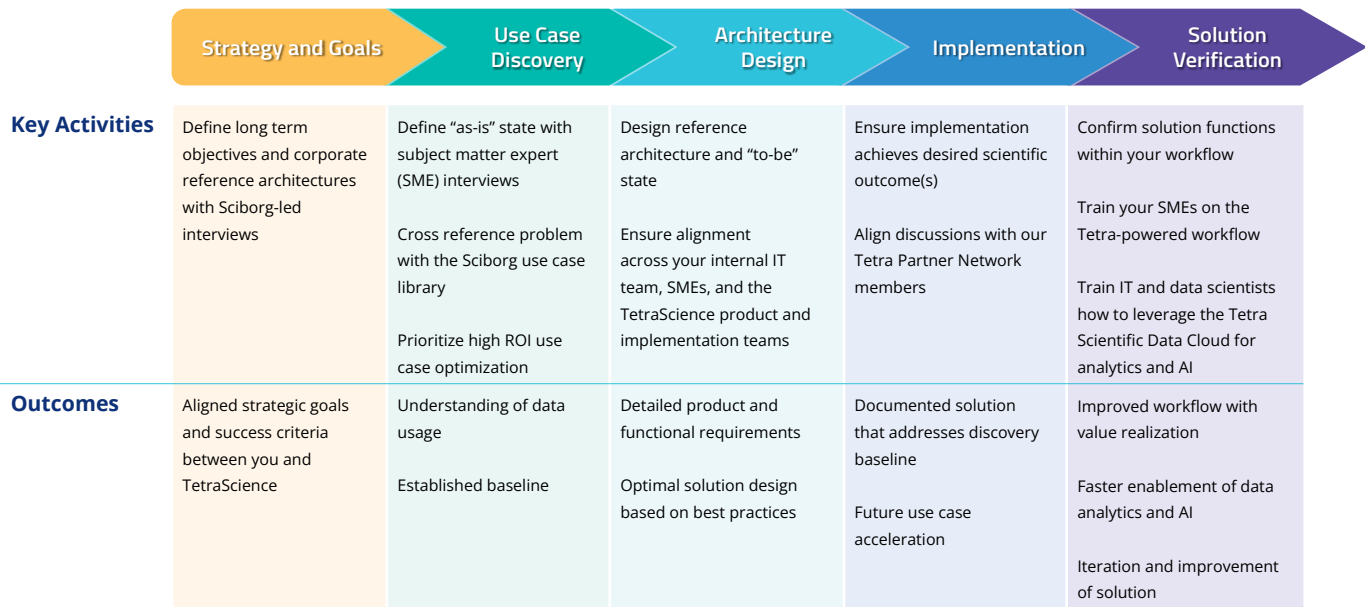 Strategy and Goals
Use Case
Discovery
Architecture
Design
Implementation
Solution
Verification
Key Activities
Define long term
objectives and corporate
reference architectures
with Sciborg-led
interviews
Define “as-is” state with
subject matter expert
(SME) interviews
Cross reference problem
with the Sciborg use case
library
Prioritize high ROI use
case optimization
Design reference
architecture and “to-be”
state
Ensure alignment
across your internal IT
team, SMEs, and the
TetraScience product and
implementation teams
Ensure implementation
achieves desired scientific
outcome(s)
Align discussions with our
Tetra Partner Network
members
Confirm solution functions
within your workflow
Train your SMEs on the
Tetra-powered workflow
Train IT and data scientists
how to leverage the Tetra
Scientific Data Cloud for
analytics and AI
Outcomes
Aligned strategic goals
and success criteria
between you and
TetraScience
Understanding of data
usage
Established baseline
Detailed product and
functional requirements
Optimal solution design
based on best practices
Documented solution
that addresses discovery
baseline
Future use case
acceleration
Improved workflow with
value realization
Faster enablement of data
analytics and AI
Iteration and improvement
of solution